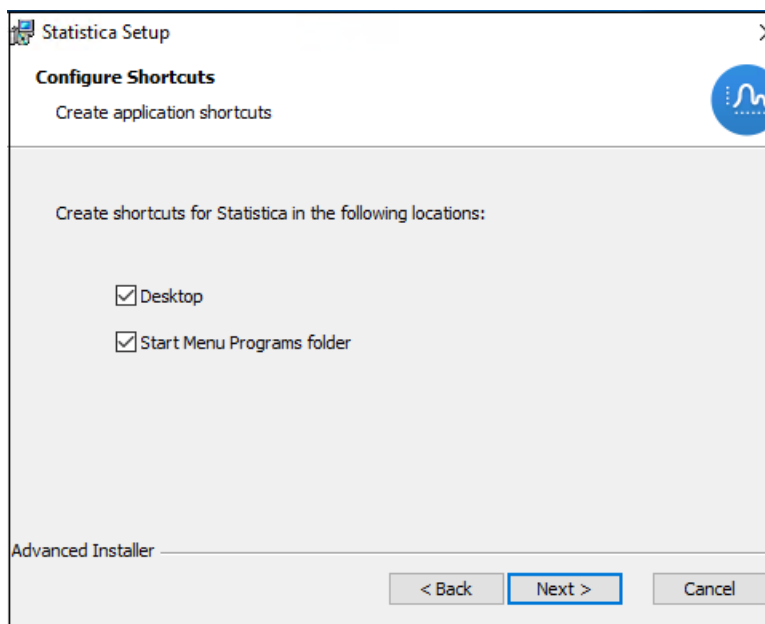 Statistica Setup
Configure Shortcuts
Create application shortcuts
Create shortcuts for Statistica in the following locations:
Desktop
Start Menu Programs folder
Advanced Installer
< Back
Next >
Cancel